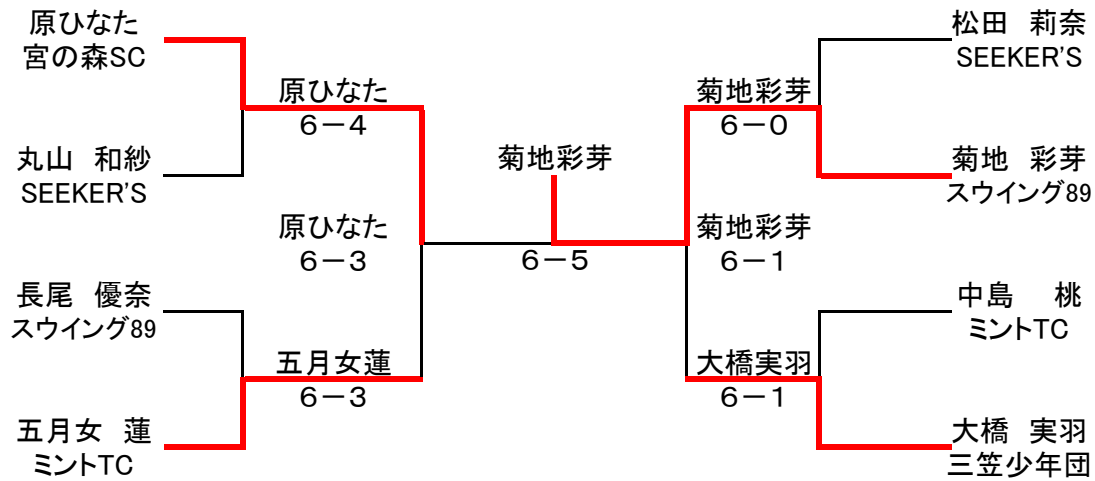 原ひなた
宮の森SC
丸山　和紗
SEEKER'S
長尾　優奈
スウイング89
五月女　蓮
ミントTC
原ひなた
6－4
原ひなた
6－3
五月女蓮
6－3
菊地彩芽
6－5
菊地彩芽
6－0
菊地彩芽
6－1
大橋実羽
6－1
松田　莉奈
SEEKER'S
菊地　彩芽
スウイング89
中島　　桃
ミントTC
大橋　実羽
三笠少年団